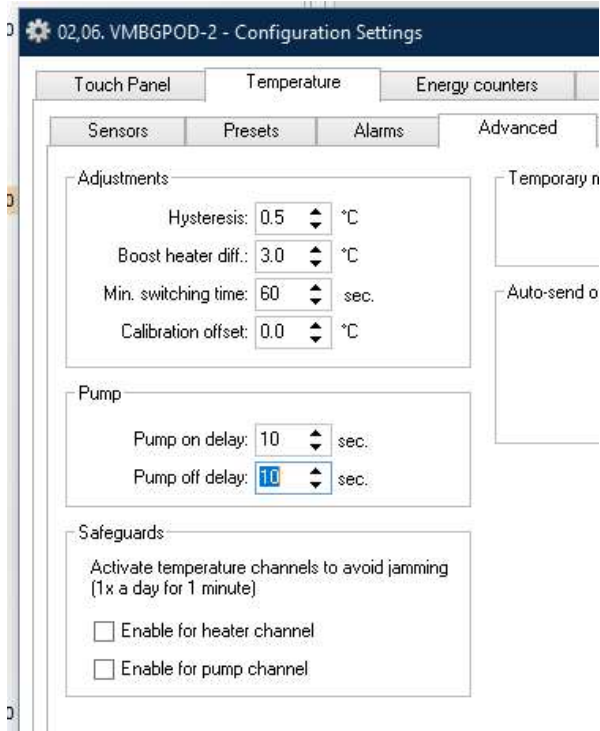 02,06. VMBGPOD-2 - Configuration Settings
Touch Panel Temperature Energy counters
Sensors Presets Alarms Advanced
Adjustments
Hysteresis: 0.5 °C
Boost heater diff.: 3.0 °C
Min. switching time: 60 sec.
Calibration offset: 0.0 °C
Pump
Pump on delay: 10 sec.
Pump off delay: 10 sec.
Safeguards
Activate temperature channels to avoid jamming
(1x a day for 1 minute)
Enable for heater channel
Enable for pump channel
Temporary
Auto-send